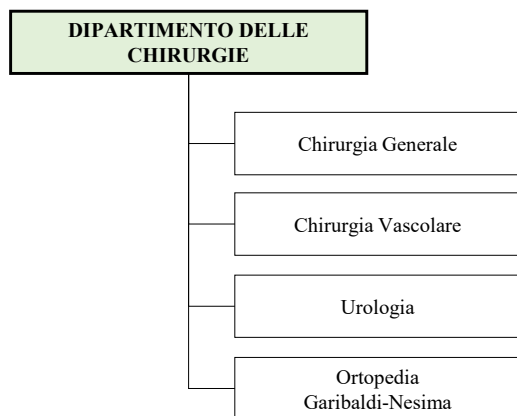 DIPARTIMENTO DELLE
CHIRURGIE
Chirurgia Generale
Chirurgia Vascolare
Urologia
Ortopedia
Garibaldi-Nesima